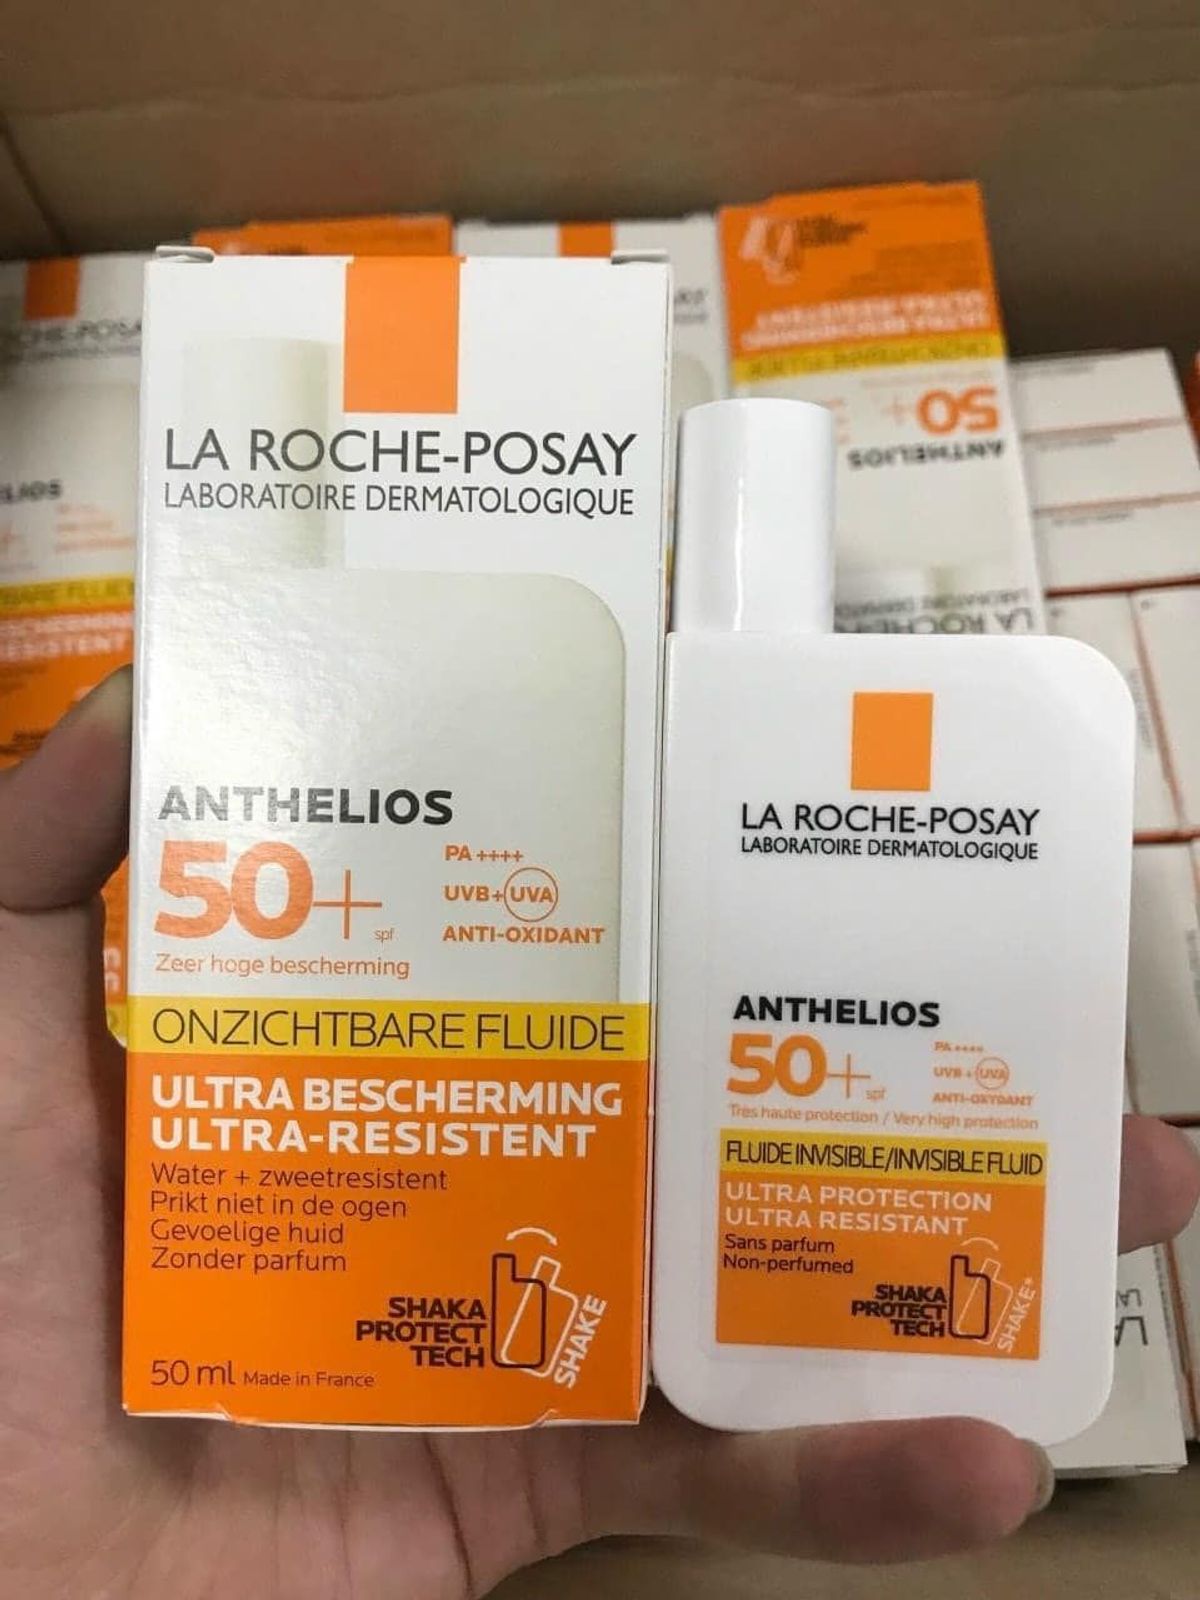 LA ROCHE-POSAY
LABORATOIRE DERMATOLOGIQUE
ANTHELIOS
50+ spf
PA ++++
UVB+UVA
ANTI-OXIDANT
Zeer hoge bescherming
ONZICHTBARE FLUIDE
ULTRA BESCHERMING
ULTRA-RESISTENT
Water + zweetresistent
Prikt niet in de ogen
Gevoelige huid
Zonder parfum
SHAKA
PROTECT
TECH
SHAKE
50 ml Made in France
LA ROCHE-POSAY
LABORATOIRE DERMATOLOGIQUE
ANTHELIOS
50+ spf
PA ++++
UVB + UVA
ANTI-OXYDANT
Très haute protection / Very high protection
FLUIDE INVISIBLE/INVISIBLE FLUID
ULTRA PROTECTION
ULTRA RESISTANT
Sans parfum
Non-perfumed
SHAKA
PROTECT
TECH
SHAKE*
50+
ANTHELIOS